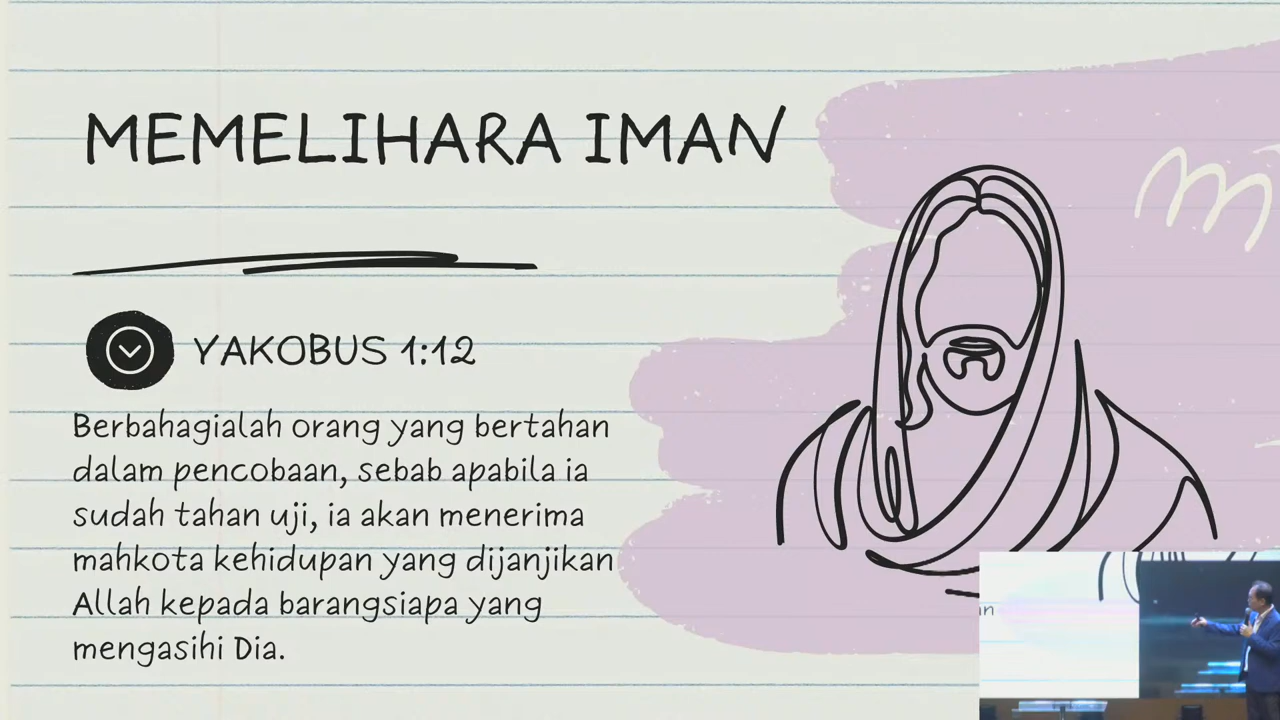 MEMELIHARA IMAN
YAKOBUS 1:12
Berbahagialah orang yang bertahan
dalam pencobaan, sebab apabila ia
sudah tahan uji, ia akan menerima
mahkota kehidupan yang dijanjikan
Allah kepada barangsiapa yang
mengasihi Dia.
an